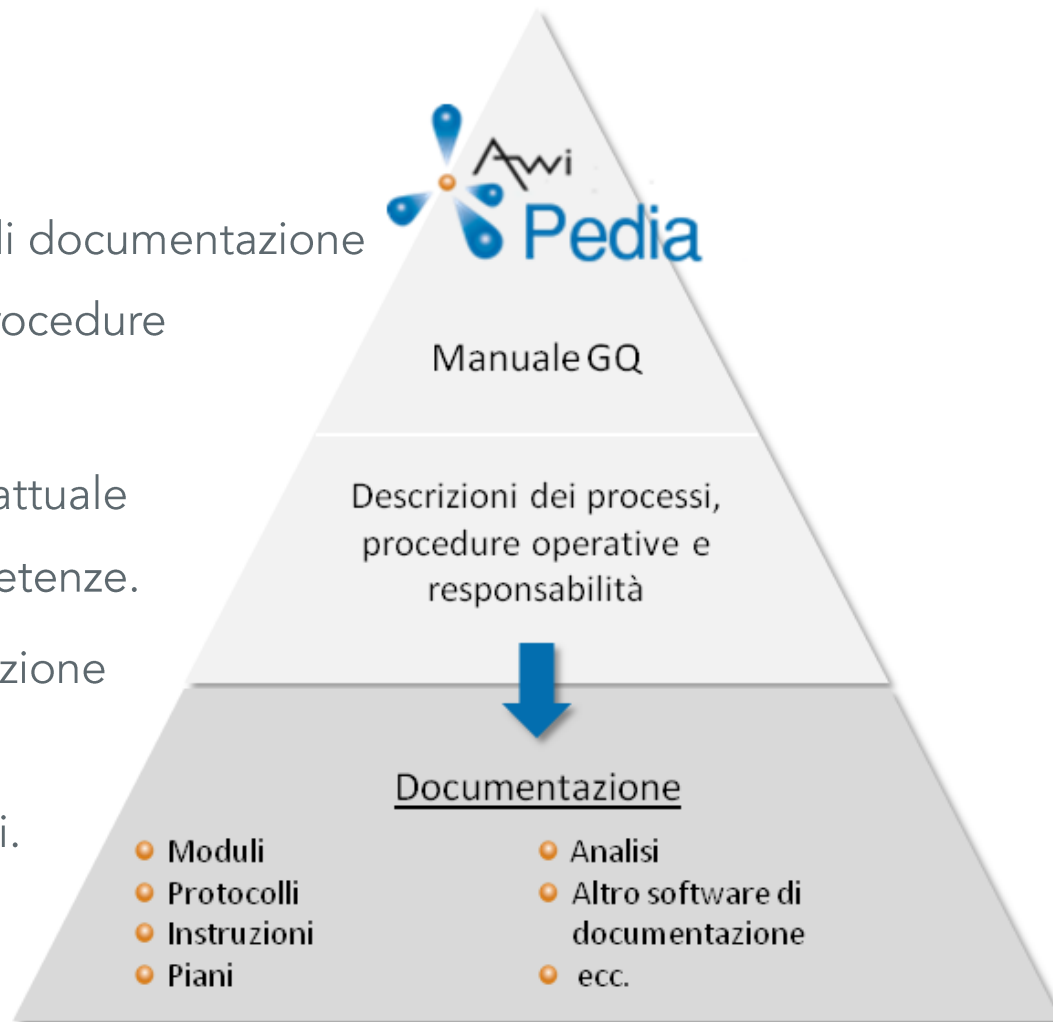 di documentazione
rocedure
attuale
etenze.
zione
i.
Awi
Pedia
Manuale GQ
Descrizioni dei processi,
procedure operative e
responsabilità
Documentazione
Moduli
Protocolli
Instruzioni
Piani
Analisi
Altro software di
documentazione
ecc.